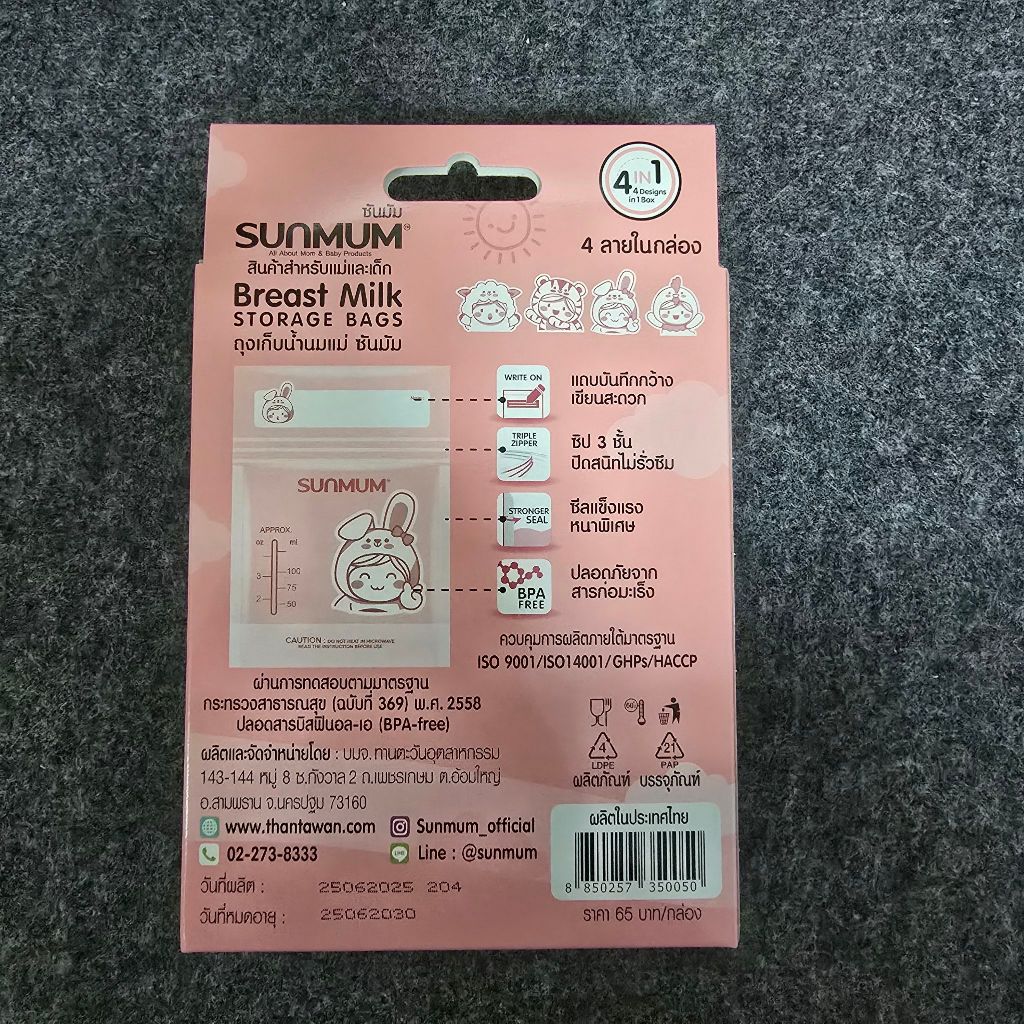 ซันมัม
SUNMUM™
All About Mom & Baby Products
สินค้าสำหรับแม่และเด็ก
Breast Milk
STORAGE BAGS
ถุงเก็บน้ำนมแม่ ซันมัม
4 IN 1
4 Designs
in 1 Box
4 ลายในกล่อง
WRITE ON
แถบบันทึกกว้าง
เขียนสะดวก
TRIPLE
ZIPPER
ซิป 3 ชั้น
ปิดสนิทไม่รั่วซึม
STRONGER
SEAL
ซีลแข็งแรง
หนาพิเศษ
BPA
FREE
ปลอดภัยจาก
สารก่อมะเร็ง
SUNMUM
APPROX.
oz ml
3 100
75
2 50
CAUTION : DO NOT HEAT IN MICROWAVE
READ THE INSTRUCTION BEFORE USE
ควบคุมการผลิตภายใต้มาตรฐาน
ISO 9001/ISO14001/GHPs/HACCP
ผ่านการทดสอบตามมาตรฐาน
กระทรวงสาธารณสุข (ฉบับที่ 369) พ.ศ. 2558
ปลอดสารบิสฟีนอล-เอ (BPA-free)
ผลิตและจัดจำหน่ายโดย : บมจ.ทานตะวันอุตสาหกรรม
143-144 หมู่ 8 ซ.กังวาล 2 ถ.เพชรเกษม ต.อ้อมใหญ่
อ.สามพราน จ.นครปฐม 73160
www.thantawan.com Sunmum_official
02-273-8333 LINE Line : @sunmum
วันที่ผลิต : 25062025 204
วันที่หมดอายุ : 25062030
4 21
LDPE PAP
ผลิตภัณฑ์ บรรจุภัณฑ์
ผลิตในประเทศไทย
8 850257 350050
ราคา 65 บาท/กล่อง